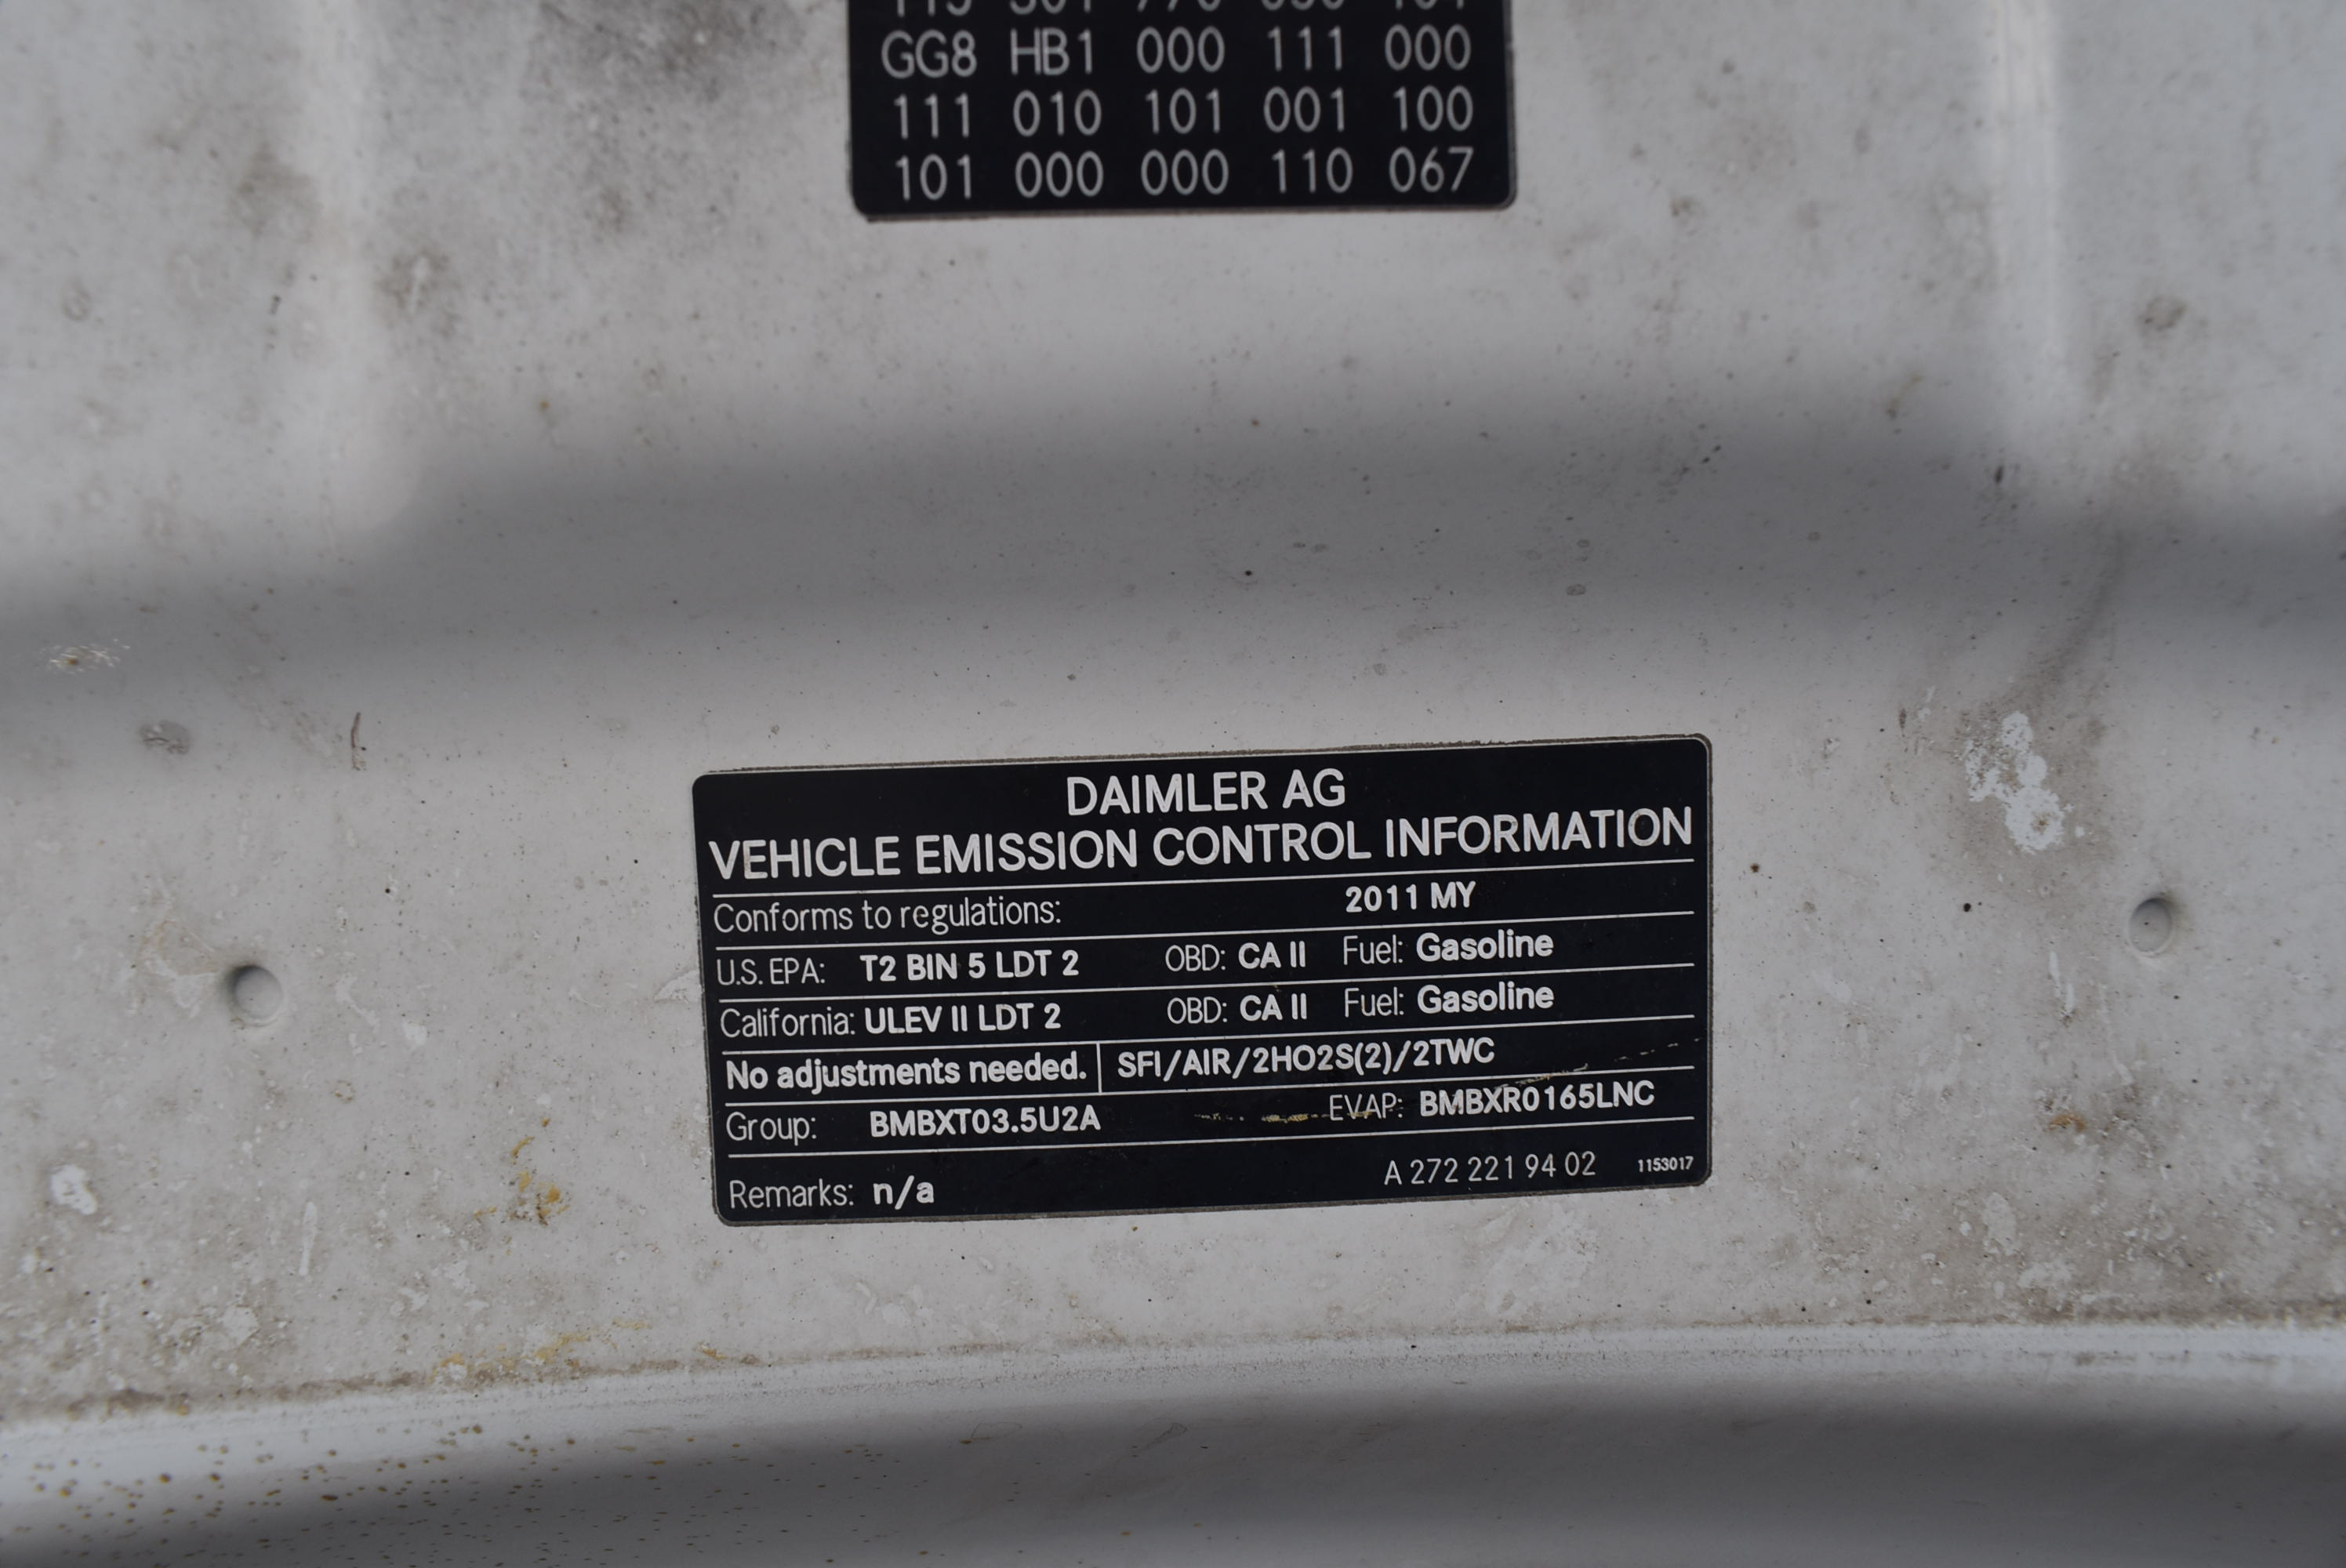 GG8 HB1 000 111 000
111 010 101 001 100
101 000 000 110 067
DAIMLER AG
VEHICLE EMISSION CONTROL INFORMATION
Conforms to regulations: 2011 MY
U.S. EPA: T2 BIN 5 LDT 2 OBD: CA II Fuel: Gasoline
California: ULEV II LDT 2 OBD: CA II Fuel: Gasoline
No adjustments needed. SFI/AIR/2HO2S(2)/2TWC
Group: BMBXT03.5U2A EVAP: BMBXR0165LNC
Remarks: n/a A 272 221 94 02 1153017